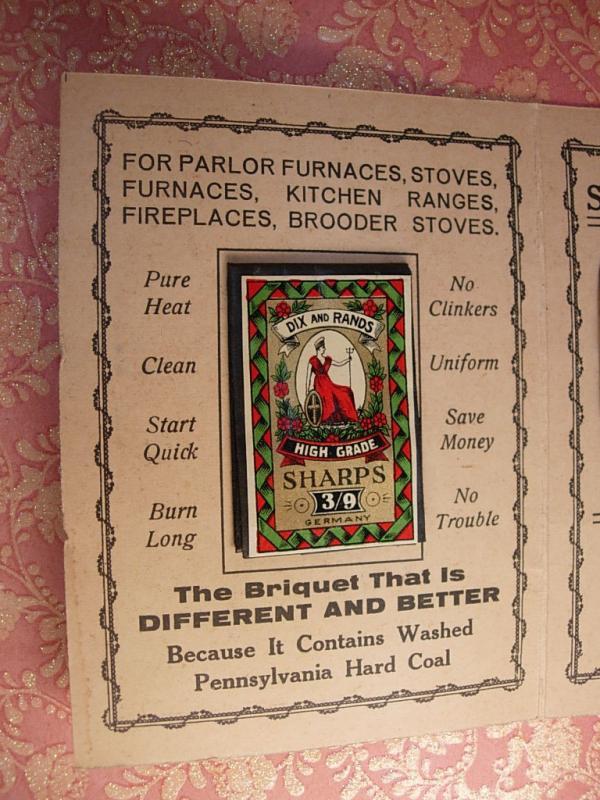 FOR PARLOR FURNACES, STOVES,
FURNACES, KITCHEN RANGES,
FIREPLACES, BROODER STOVES.
Pure
Heat
Clean
Start
Quick
Burn
Long
DIX AND RANDS
HIGH GRADE
SHARPS
3/9
GERMANY
No
Clinkers
Uniform
Save
Money
No
Trouble
The Briquet That Is
DIFFERENT AND BETTER
Because It Contains Washed
Pennsylvania Hard Coal
S